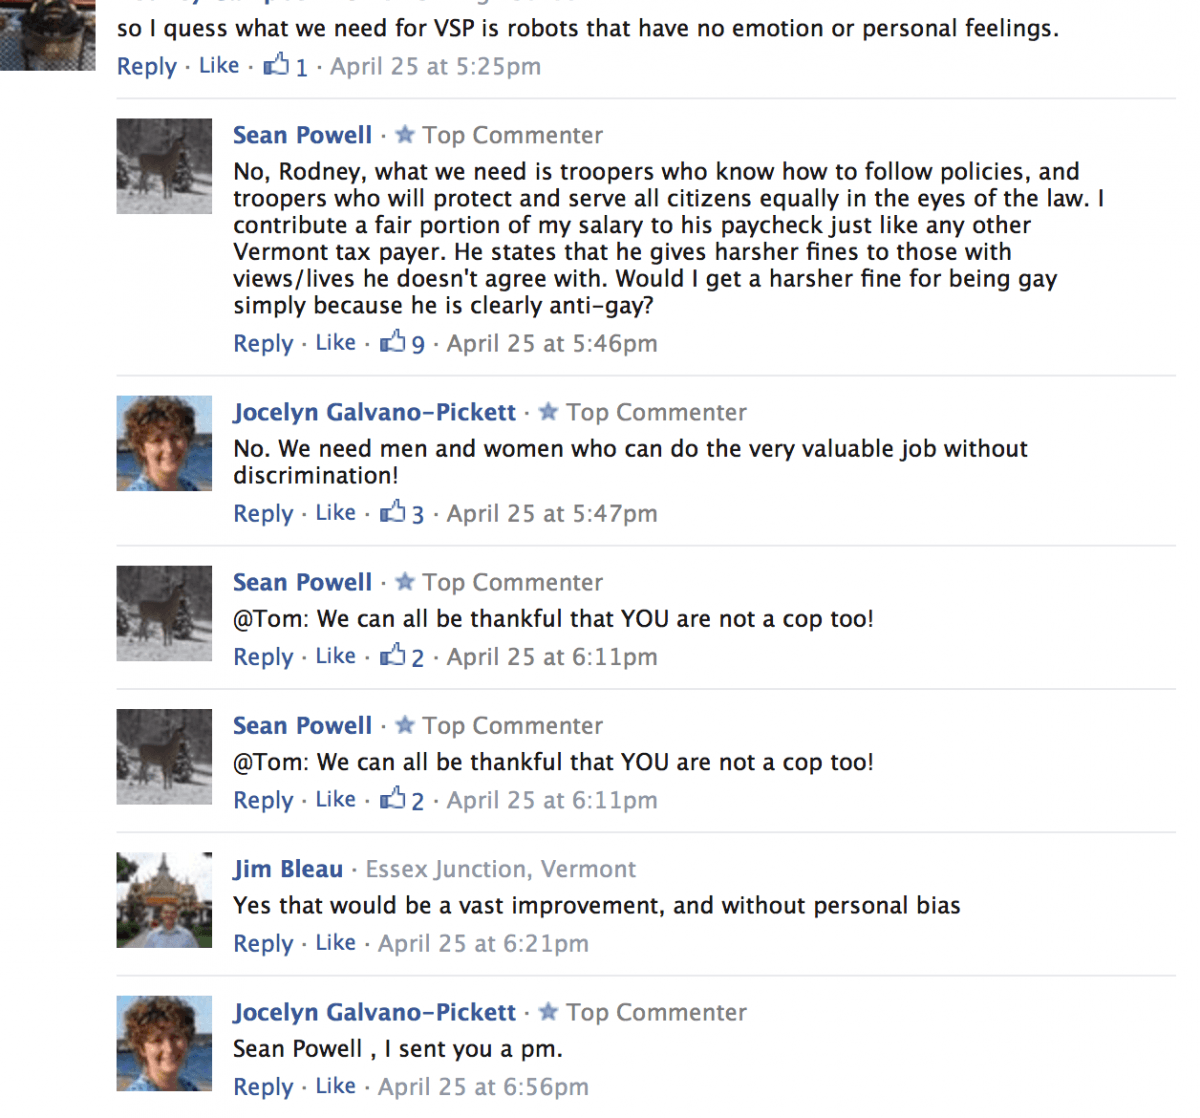 so I guess what we need for VSP is robots that have no emotion or personal feelings.
Reply · Like · 1 · April 25 at 5:25pm
Sean Powell · Top Commenter
No, Rodney, what we need is troopers who know how to follow policies, and
troopers who will protect and serve all citizens equally in the eyes of the law. I
contribute a fair portion of my salary to his paycheck just like any other
Vermont tax payer. He states that he gives harsher fines to those with
views/lives he doesn't agree with. Would I get a harsher fine for being gay
simply because he is clearly anti-gay?
Reply · Like · 9 · April 25 at 5:46pm
Jocelyn Galvano-Pickett · Top Commenter
No. We need men and women who can do the very valuable job without
discrimination!
Reply · Like · 3 · April 25 at 5:47pm
Sean Powell · Top Commenter
@Tom: We can all be thankful that YOU are not a cop too!
Reply · Like · 2 · April 25 at 6:11pm
Sean Powell · Top Commenter
@Tom: We can all be thankful that YOU are not a cop too!
Reply · Like · 2 · April 25 at 6:11pm
Jim Bleau · Essex Junction, Vermont
Yes that would be a vast improvement, and without personal bias
Reply · Like · April 25 at 6:21pm
Jocelyn Galvano-Pickett · Top Commenter
Sean Powell , I sent you a pm.
Reply · Like · April 25 at 6:56pm